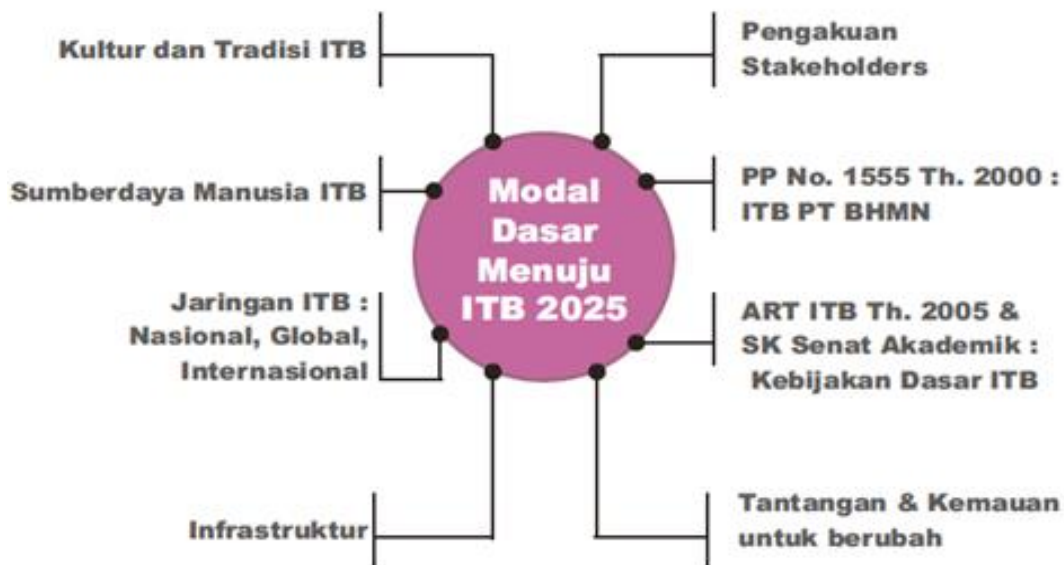 Kultur dan Tradisi ITB
Sumberdaya Manusia ITB
Jaringan ITB :
Nasional, Global,
Internasional
Infrastruktur
Modal
Dasar
Menuju
ITB 2025
Pengakuan
Stakeholders
PP No. 1555 Th. 2000 :
ITB PT BHMN
ART ITB Th. 2005 &
SK Senat Akademik :
Kebijakan Dasar ITB
Tantangan & Kemauan
untuk berubah